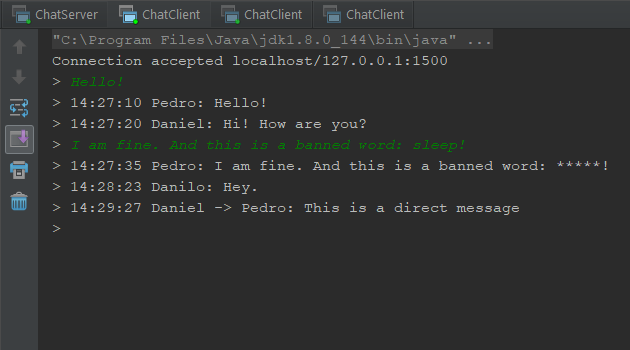 ChatServer ChatClient ChatClient ChatClient
"C:\Program Files\Java\jdk1.8.0_144\bin\java" ...
Connection accepted localhost/127.0.0.1:1500
> Hello!
> 14:27:10 Pedro: Hello!
> 14:27:20 Daniel: Hi! How are you?
> I am fine. And this is a banned word: sleep!
> 14:27:35 Pedro: I am fine. And this is a banned word: *****!
> 14:28:23 Danilo: Hey.
> 14:29:27 Daniel -> Pedro: This is a direct message
>